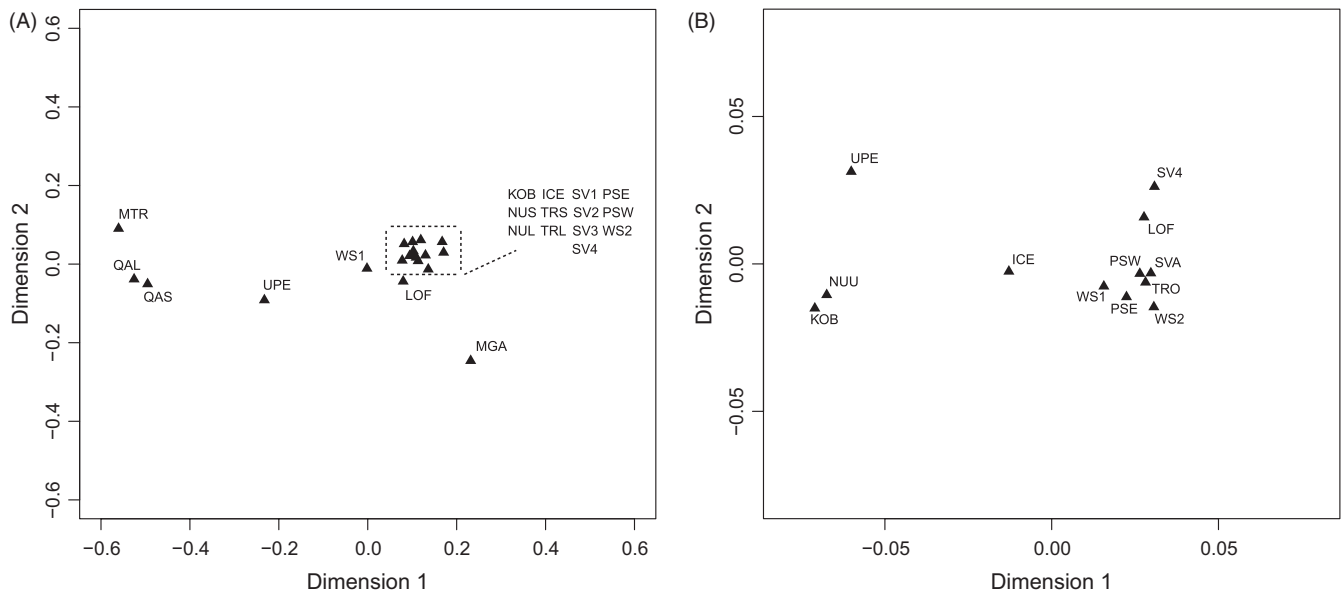 (A)
0.6
0.4
0.2
0.0
−0.2
−0.4
−0.6
Dimension 2
MTR
QAL
QAS
UPE
WS1
LOF
MGA
KOB ICE SV1 PSE
NUS TRS SV2 PSW
NUL TRL SV3 WS2
SV4
−0.6 −0.4 −0.2 0.0 0.2 0.4 0.6
Dimension 1
(B)
0.05
0.00
−0.05
Dimension 2
UPE
SV4
LOF
ICE
PSW SVA
NUU
TRO
WS1
PSE
KOB
WS2
−0.05 0.00 0.05
Dimension 1